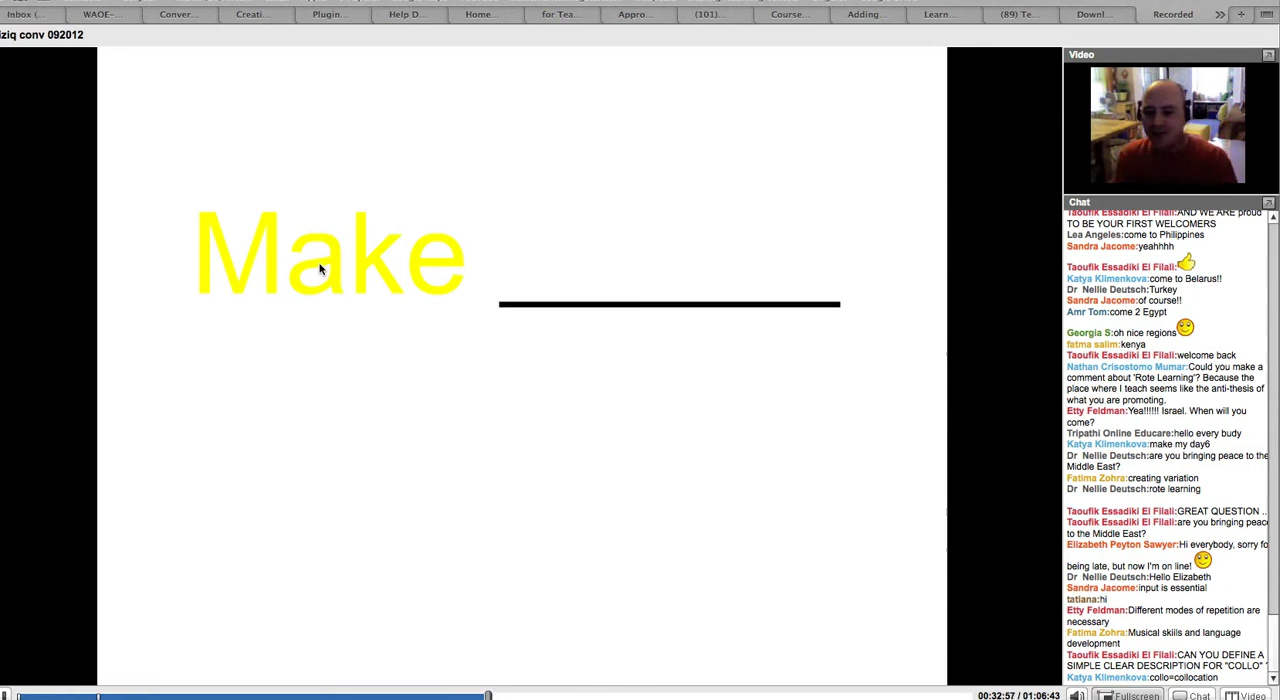 Inbox (... WAOE-... Conver... Creati... Plugin... Help D... Home... for Tea... Appro... (101)... Course... Adding... Learn... (89) Te... Downl... Recorded
iziq conv 092012
Make
Video
Chat
Taoufik Essadiki El Filali:AND WE ARE proud
TO BE YOUR FIRST WELCOMERS
Lea Angeles:come to Philippines
Sandra Jacome:yeahhhh
Taoufik Essadiki El Filali:
Katya Klimenkova:come to Belarus!!
Dr Nellie Deutsch:Turkey
Sandra Jacome:of course!!
Amr Tom:come 2 Egypt
Georgia S:oh nice regions
fatma salim:kenya
Taoufik Essadiki El Filali:welcome back
Nathan Crisostomo Mumar:Could you make a
comment about 'Rote Learning'? Because the
place where I teach seems like the anti-thesis of
what you are promoting.
Etty Feldman:Yea!!!!!! Israel. When will you
come?
Tripathi Online Educare:hello every budy
Katya Klimenkova:make my day6
Dr Nellie Deutsch:are you bringing peace to the
Middle East?
Fatima Zohra:creating variation
Dr Nellie Deutsch:rote learning
Taoufik Essadiki El Filali:GREAT QUESTION ..
Taoufik Essadiki El Filali:are you bringing peace
to the Middle East?
Elizabeth Peyton Sawyer:Hi everybody, sorry fo
being late, but now I'm on line!
Dr Nellie Deutsch:Hello Elizabeth
Sandra Jacome:input is essential
tatiana:hi
Etty Feldman:Different modes of repetition are
necessary
Fatima Zohra:Musical skiils and language
development
Taoufik Essadiki El Filali:CAN YOU DEFINE A
SIMPLE CLEAR DESCRIPTION FOR "COLLO" ?
Katya Klimenkova:collo=collocation
00:32:57 / 01:06:43 Fullscreen Chat Video